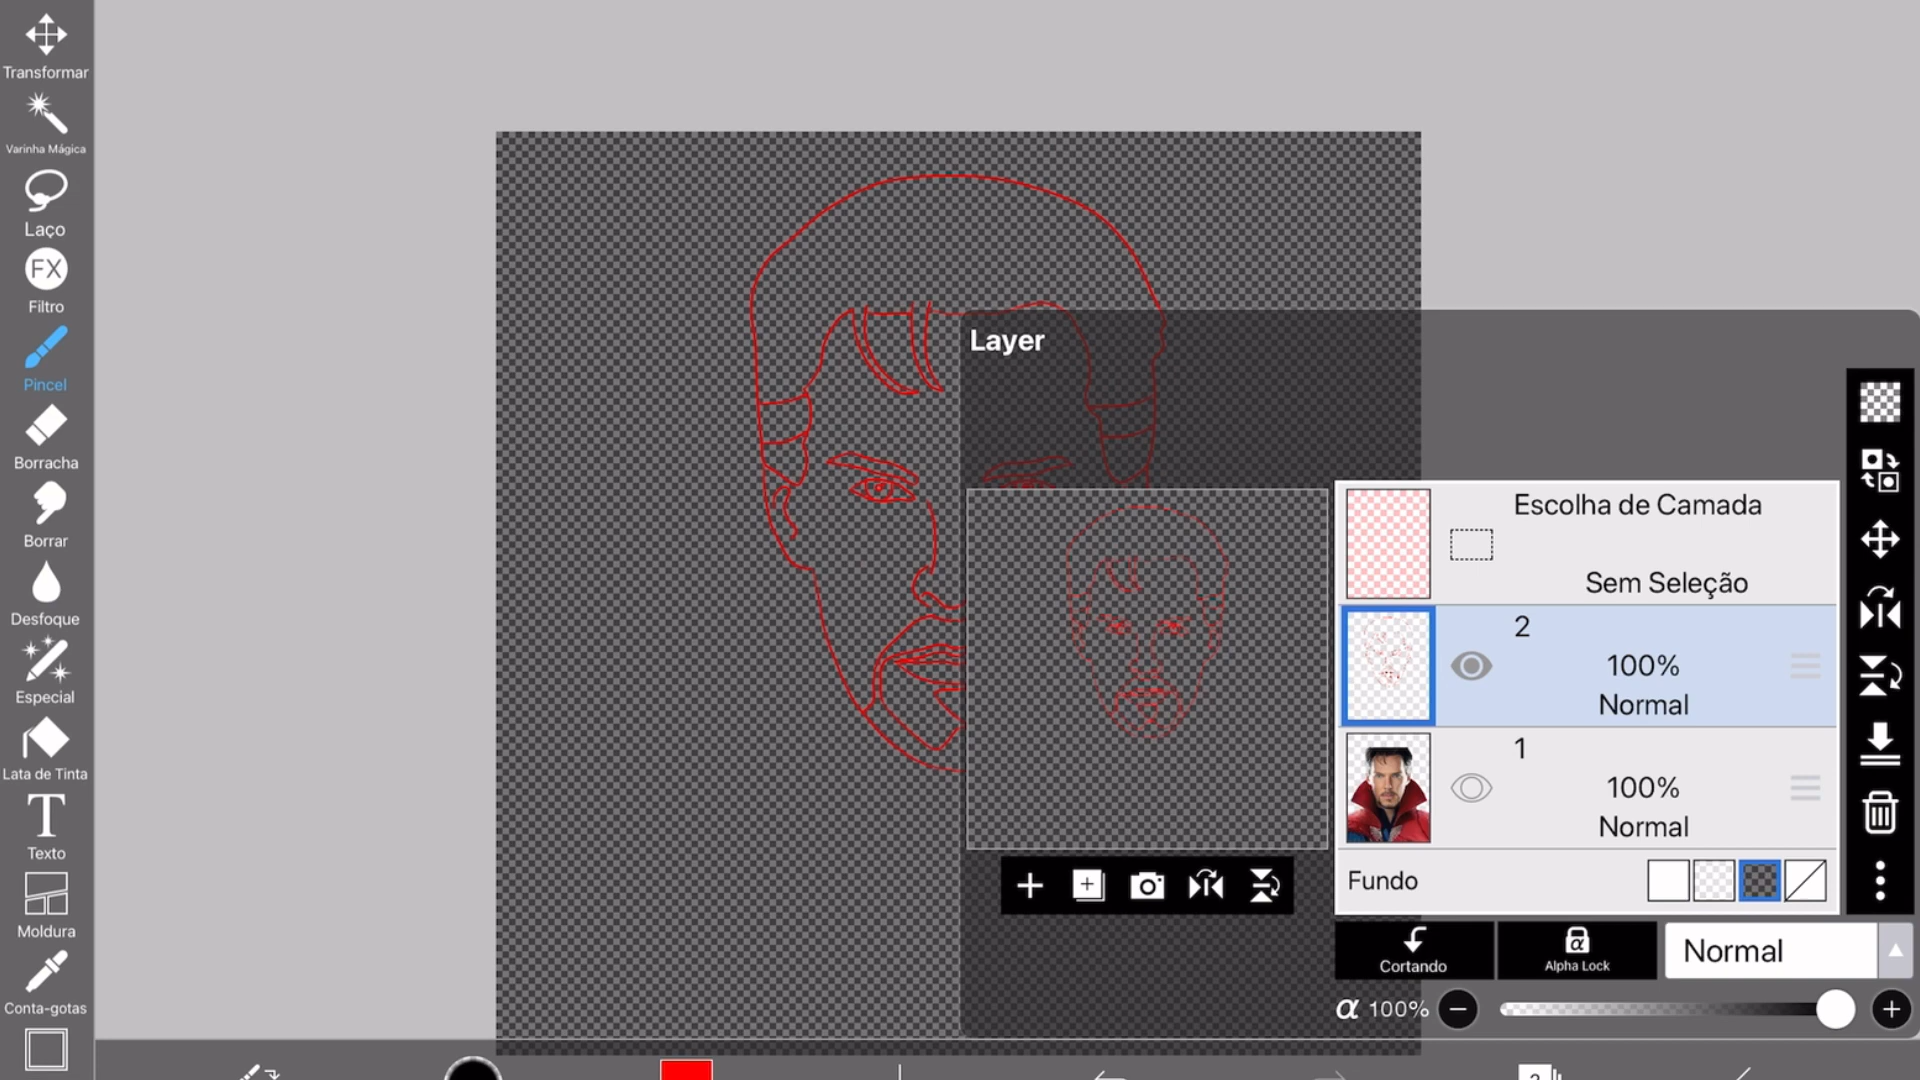 Transformar
Varinha Mágica
Laço
FX
Filtro
Pincel
Borracha
Borrar
Desfoque
Especial
Lata de Tinta
T
Texto
Moldura
Conta-gotas
Layer
Escolha de Camada
Sem Seleção
2
100%
Normal
1
100%
Normal
Fundo
Cortando
α
Alpha Lock
Normal
α 100%